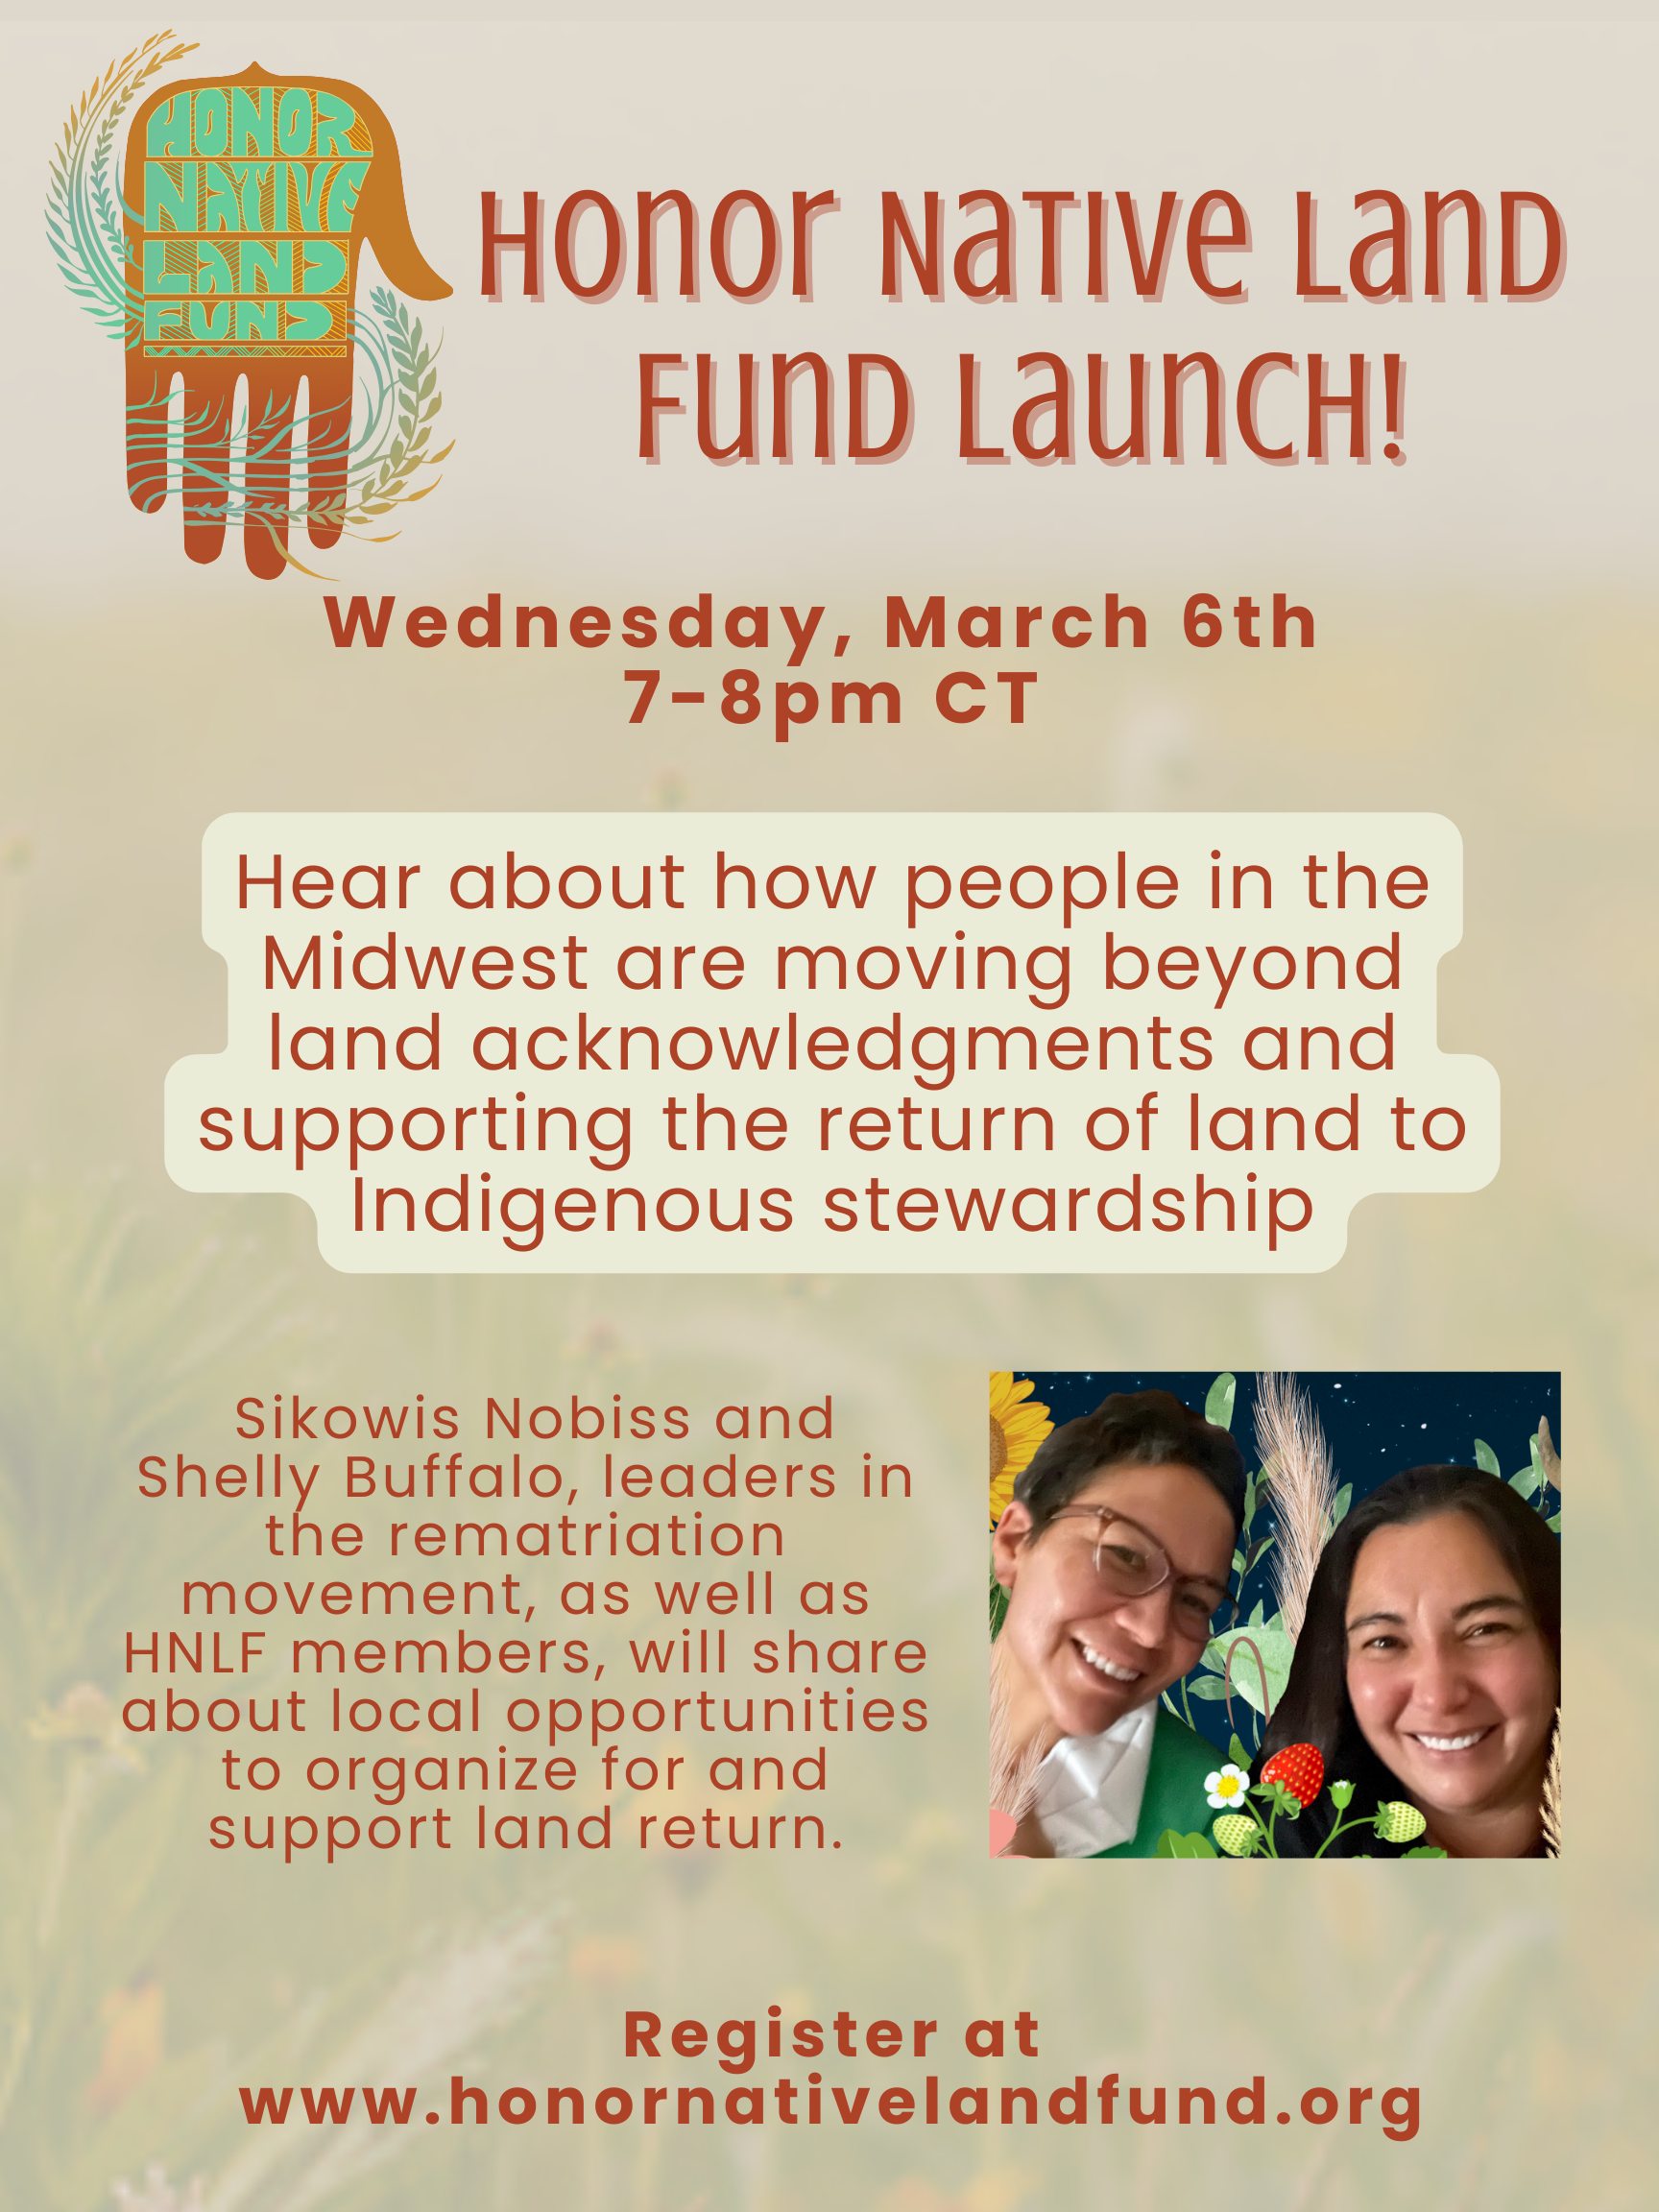 HONOR
NATIVE
LAND
FUND
Honor Native Land
Fund Launch!
Wednesday, March 6th
7-8pm CT
Hear about how people in the
Midwest are moving beyond
land acknowledgments and
supporting the return of land to
Indigenous stewardship
Sikowis Nobiss and
Shelly Buffalo, leaders in
the rematriation
movement, as well as
HNLF members, will share
about local opportunities
to organize for and
support land return.
Register at
www.honornativelandfund.org